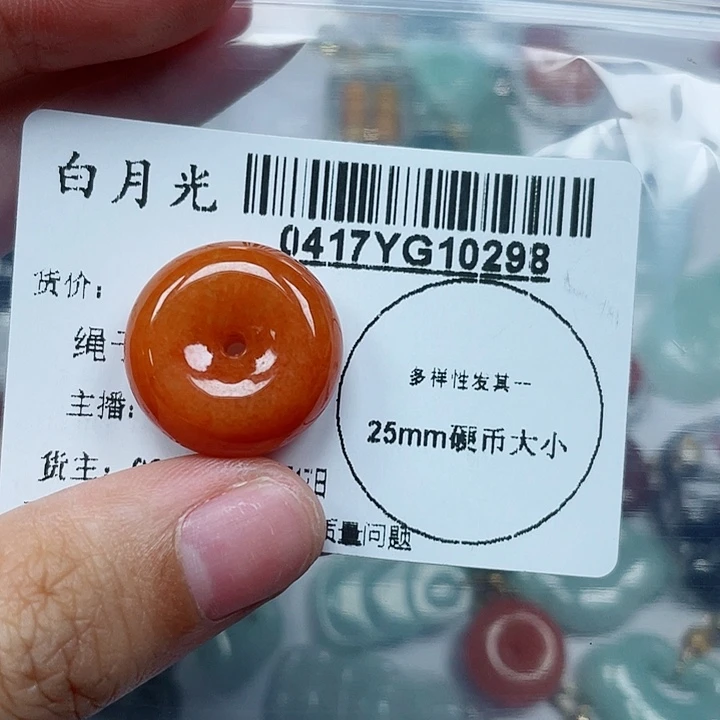 白月光
0417YG10298
货价：
绳
主播:
多样性发其一
25mm硬币大小
货主:
质量问题